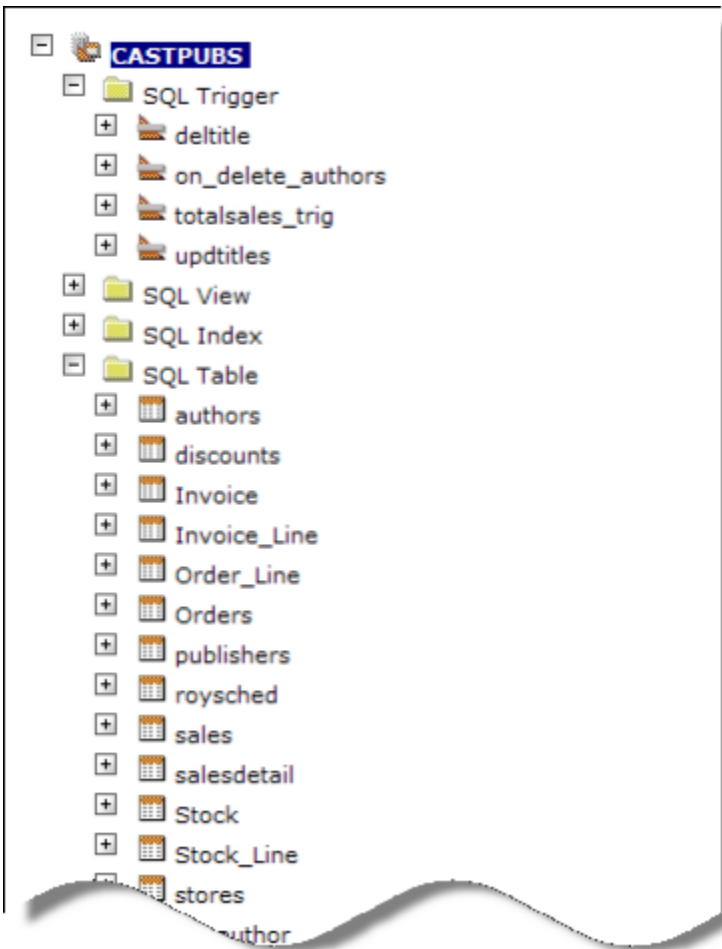 CASTPUBS
SQL Trigger
deltitle
on_delete_authors
totalsales_trig
updtitles
SQL View
SQL Index
SQL Table
authors
discounts
Invoice
Invoice_Line
Order_Line
Orders
publishers
roysched
sales
salesdetail
Stock
Stock_Line
stores